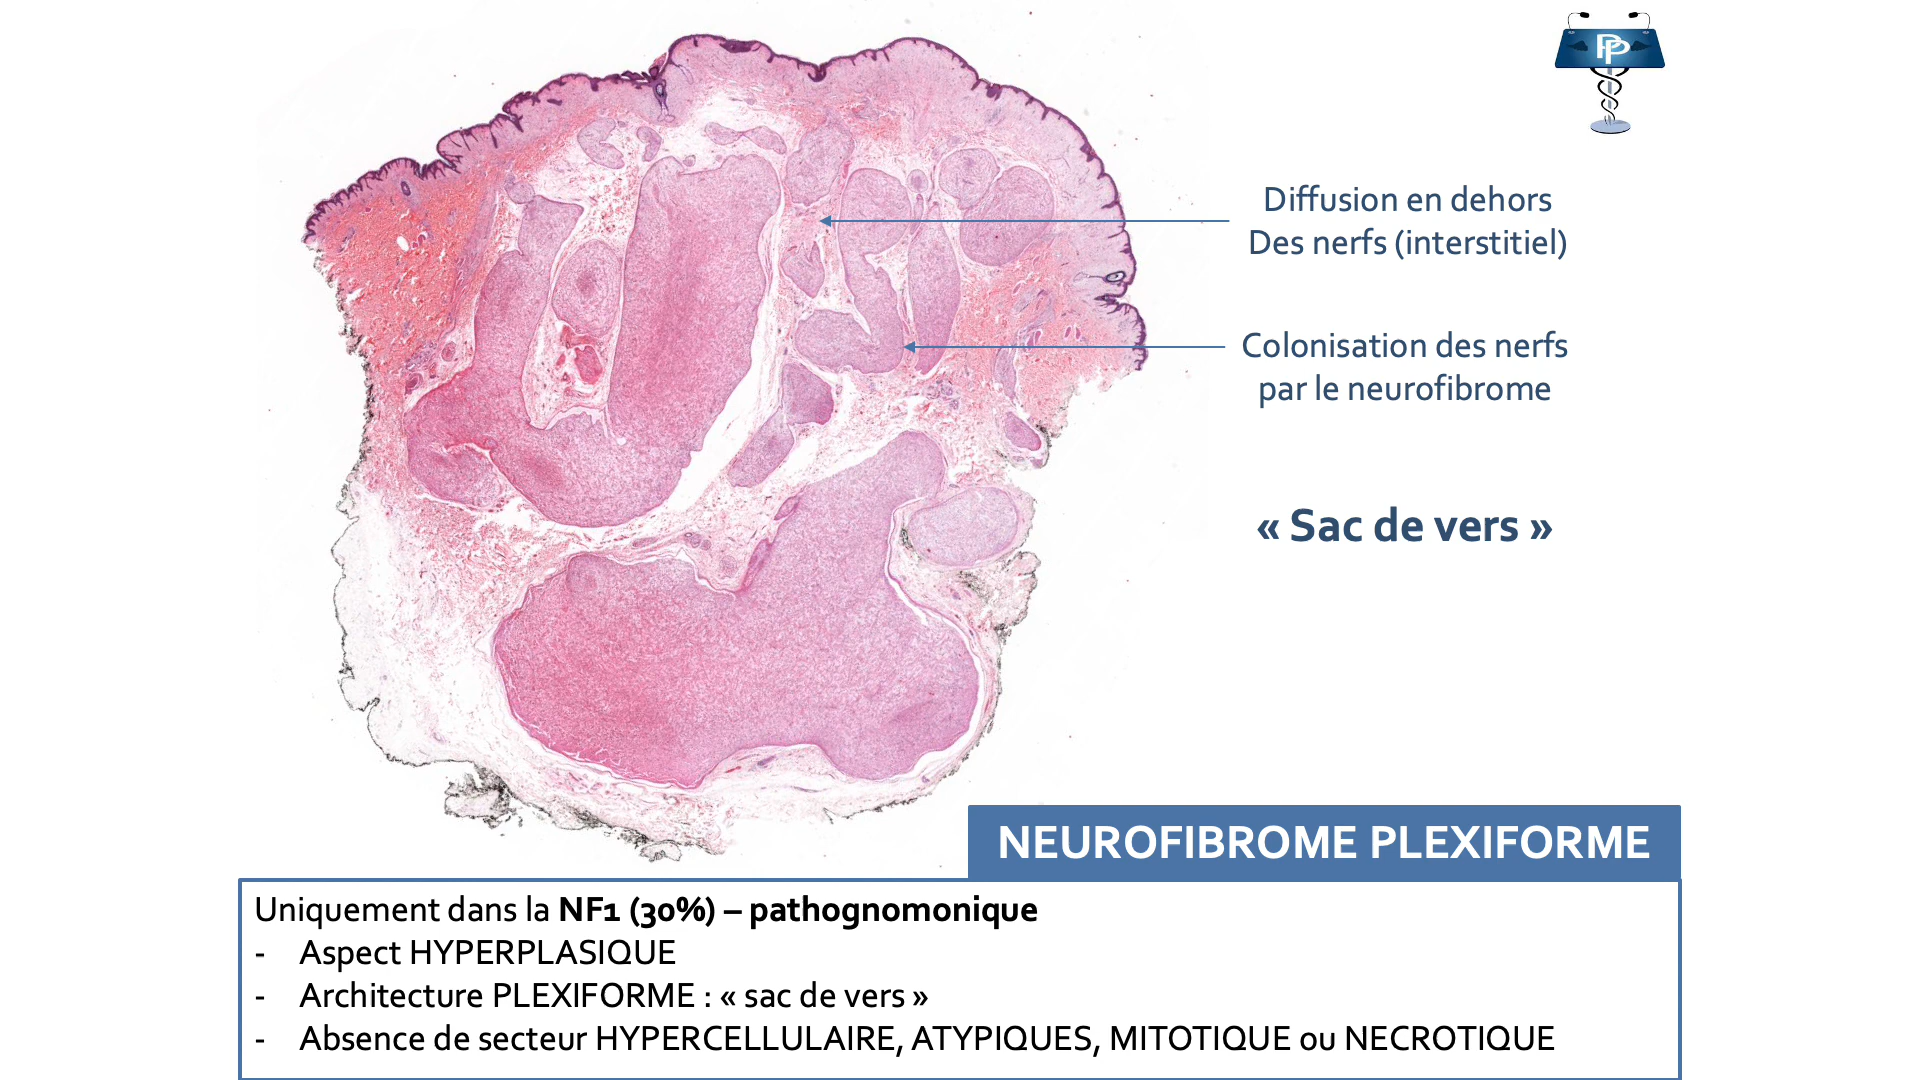 PP
Diffusion en dehors
Des nerfs (interstitiel)
Colonisation des nerfs
par le neurofibrome
« Sac de vers »
NEUROFIBROME PLEXIFORME
Uniquement dans la NF1 (30%) – pathognomonique
- Aspect HYPERPLASIQUE
- Architecture PLEXIFORME : « sac de vers »
- Absence de secteur HYPERCELLULAIRE, ATYPIQUES, MITOTIQUE ou NECROTIQUE